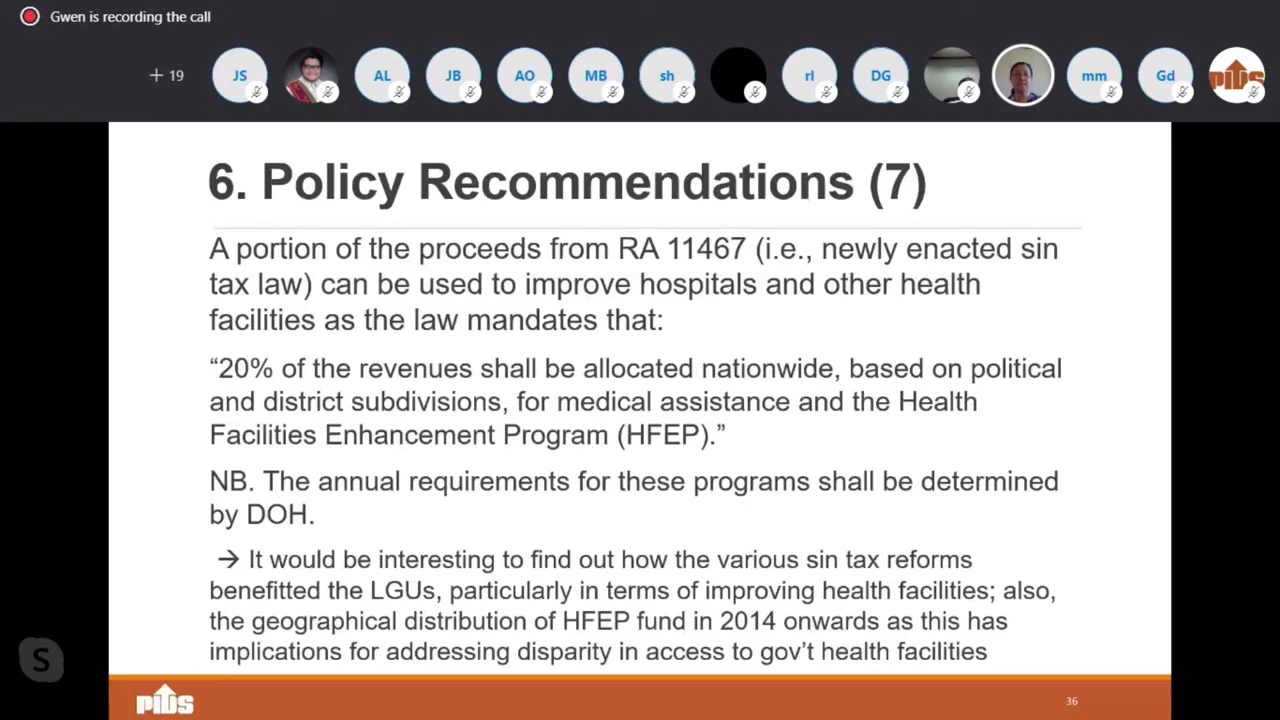 Gwen is recording the call
+ 19
JS
AL
JB
AO
MB
sh
rl
DG
mm
Gd
PIDS
6. Policy Recommendations (7)
A portion of the proceeds from RA 11467 (i.e., newly enacted sin
tax law) can be used to improve hospitals and other health
facilities as the law mandates that:
“20% of the revenues shall be allocated nationwide, based on political
and district subdivisions, for medical assistance and the Health
Facilities Enhancement Program (HFEP).”
NB. The annual requirements for these programs shall be determined
by DOH.
→ It would be interesting to find out how the various sin tax reforms
benefitted the LGUs, particularly in terms of improving health facilities; also,
the geographical distribution of HFEP fund in 2014 onwards as this has
implications for addressing disparity in access to gov’t health facilities
S
PIDS
36